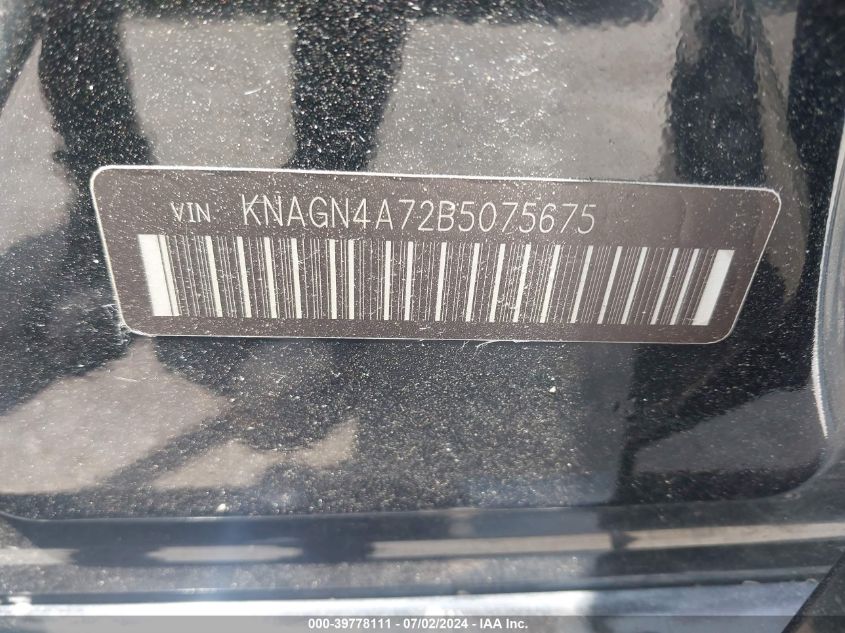 VIN KNAGN4A72B5075675
000-39778111 - 07/02/2024 - IAA Inc.